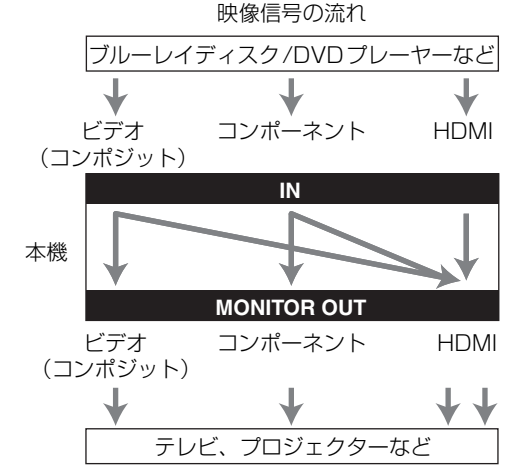 映像信号の流れ
ブルーレイディスク/DVDプレーヤーなど
ビデオ
(コンポジット)
コンポーネント
HDMI
IN
本機
MONITOR OUT
ビデオ
(コンポジット)
コンポーネント
HDMI
テレビ、プロジェクターなど